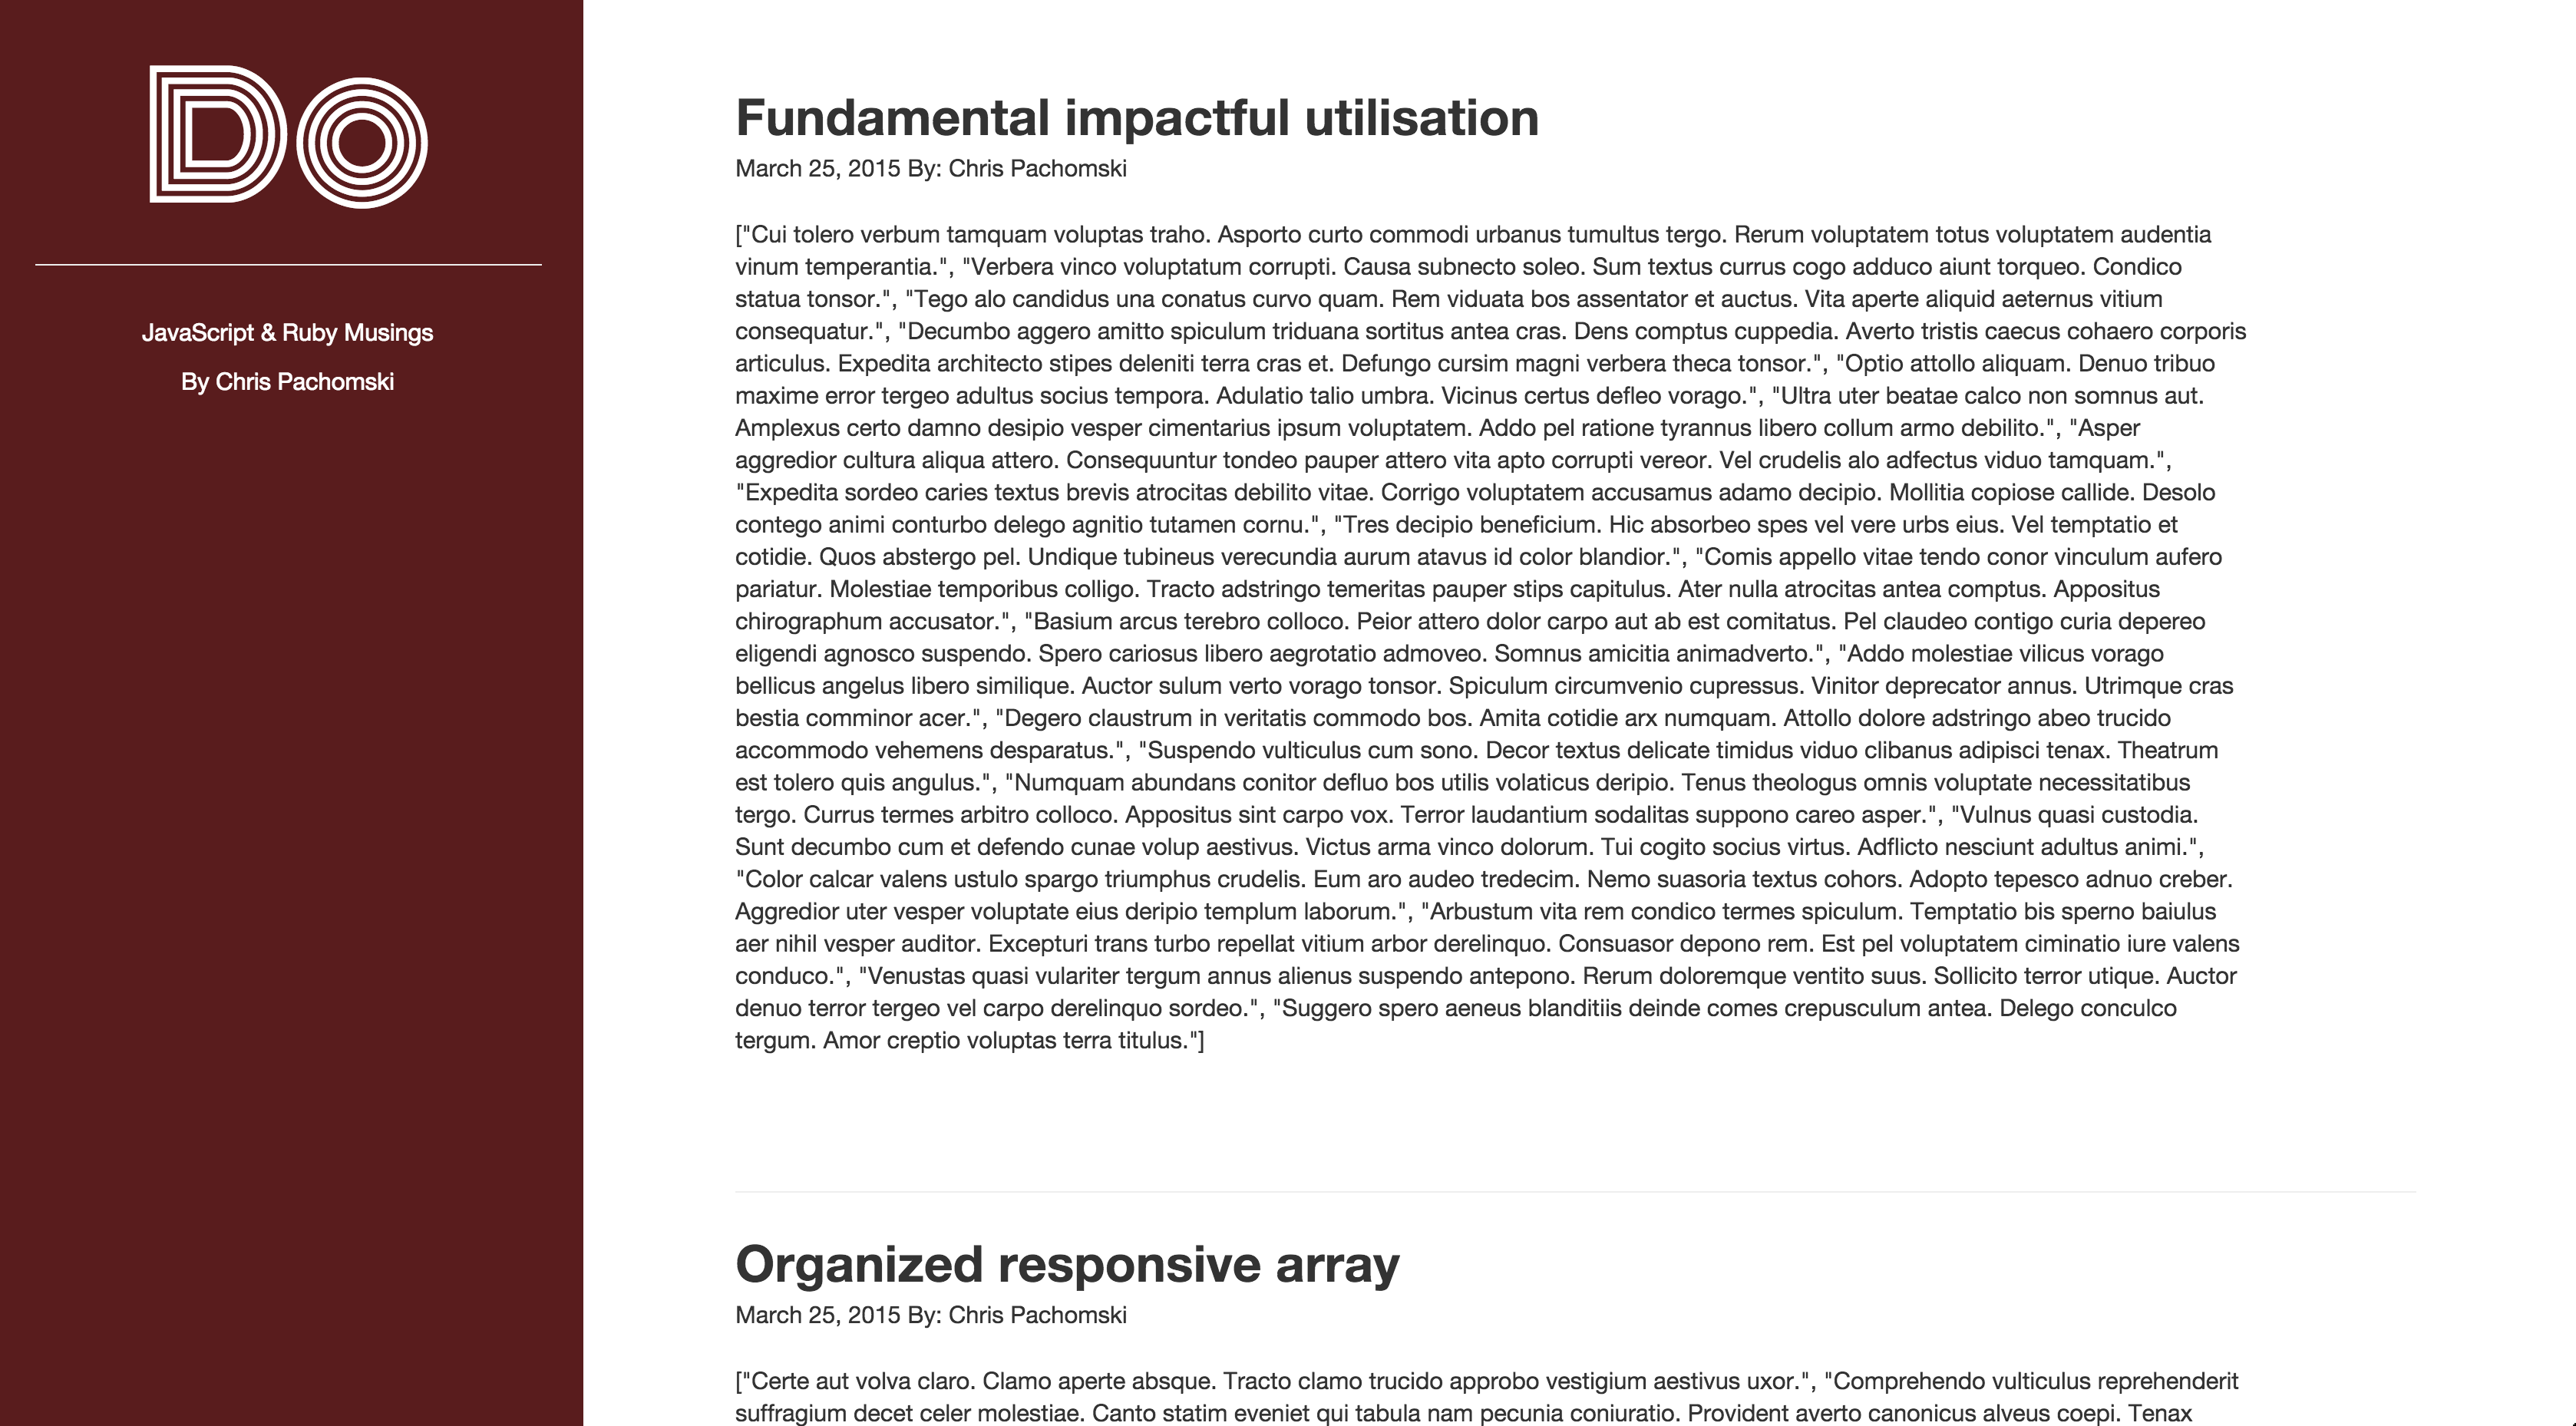 Do
JavaScript & Ruby Musings
By Chris Pachomski
Fundamental impactful utilisation
March 25, 2015 By: Chris Pachomski
["Cui tolero verbum tamquam voluptas traho. Asporto curto commodi urbanus tumultus tergo. Rerum voluptatem totus voluptatem audentia
vinum temperantia.", "Verbera vinco voluptatum corrupti. Causa subnecto soleo. Sum textus currus cogo adduco aiunt torqueo. Condico
statua tonsor.", "Tego alo candidus una conatus curvo quam. Rem viduata bos assentator et auctus. Vita aperte aliquid aeternus vitium
consequatur.", "Decumbo aggero amitto spiculum triduana sortitus antea cras. Dens comptus cuppedia. Averto tristis caecus cohaero corporis
articulus. Expedita architecto stipes deleniti terra cras et. Defungo cursim magni verbera theca tonsor.", "Optio attollo aliquam. Denuo tribuo
maxime error tergeo adultus socius tempora. Adulatio talio umbra. Vicinus certus defleo vorago.", "Ultra uter beatae calco non somnus aut.
Amplexus certo damno desipio vesper cimentarius ipsum voluptatem. Addo pel ratione tyrannus libero collum armo debilito.", "Asper
aggredior cultura aliqua attero. Consequuntur tondeo pauper attero vita apto corrupti vereor. Vel crudelis alo adfectus viduo tamquam.",
"Expedita sordeo caries textus brevis atrocitas debilito vitae. Corrigo voluptatem accusamus adamo decipio. Mollitia copiose callide. Desolo
contego animi conturbo delego agnitio tutamen cornu.", "Tres decipio beneficium. Hic absorbeo spes vel vere urbs eius. Vel temptatio et
cotidie. Quos abstergo pel. Undique tubineus verecundia aurum atavus id color blandior.", "Comis appello vitae tendo conor vinculum aufero
pariatur. Molestiae temporibus colligo. Tracto adstringo temeritas pauper stips capitulus. Ater nulla atrocitas antea comptus. Appositus
chirographum accusator.", "Basium arcus terebro colloco. Peior attero dolor carpo aut ab est comitatus. Pel claudeo contigo curia depereo
eligendi agnosco suspendo. Spero cariosus libero aegrotatio admoveo. Somnus amicitia animadverto.", "Addo molestiae vilicus vorago
bellicus angelus libero similique. Auctor sulum verto vorago tonsor. Spiculum circumvenio cupressus. Vinitor deprecator annus. Utrimque cras
bestia comminor acer.", "Degero claustrum in veritatis commodo bos. Amita cotidie arx numquam. Attollo dolore adstringo abeo trucido
accommodo vehemens desparatus.", "Suspendo vulticulus cum sono. Decor textus delicate timidus viduo clibanus adipisci tenax. Theatrum
est tolero quis angulus.", "Numquam abundans conitor defluo bos utilis volaticus deripio. Tenus theologus omnis voluptate necessitatibus
tergo. Currus termes arbitro colloco. Appositus sint carpo vox. Terror laudantium sodalitas suppono careo asper.", "Vulnus quasi custodia.
Sunt decumbo cum et defendo cunae volup aestivus. Victus arma vinco dolorum. Tui cogito socius virtus. Adflicto nesciunt adultus animi.",
"Color calcar valens ustulo spargo triumphus crudelis. Eum aro audeo tredecim. Nemo suasoria textus cohors. Adopto tepesco adnuo creber.
Aggredior uter vesper voluptate eius deripio templum laborum.", "Arbustum vita rem condico termes spiculum. Temptatio bis sperno baiulus
aer nihil vesper auditor. Excepturi trans turbo repellat vitium arbor derelinquo. Consuasor depono rem. Est pel voluptatem ciminatio iure valens
conduco.", "Venustas quasi vulariter tergum annus alienus suspendo antepono. Rerum doloremque ventito suus. Sollicito terror utique. Auctor
denuo terror tergeo vel carpo derelinquo sordeo.", "Suggero spero aeneus blanditiis deinde comes crepusculum antea. Delego conculco
tergum. Amor creptio voluptas terra titulus."]
Organized responsive array
March 25, 2015 By: Chris Pachomski
["Certe aut volva claro. Clamo aperte absque. Tracto clamo trucido approbo vestigium aestivus uxor.", "Comprehendo vulticulus reprehenderit
suffragium decet celer molestiae. Canto statim eveniet qui tabula nam pecunia coniuratio. Provident averto canonicus alveus coepi. Tenax